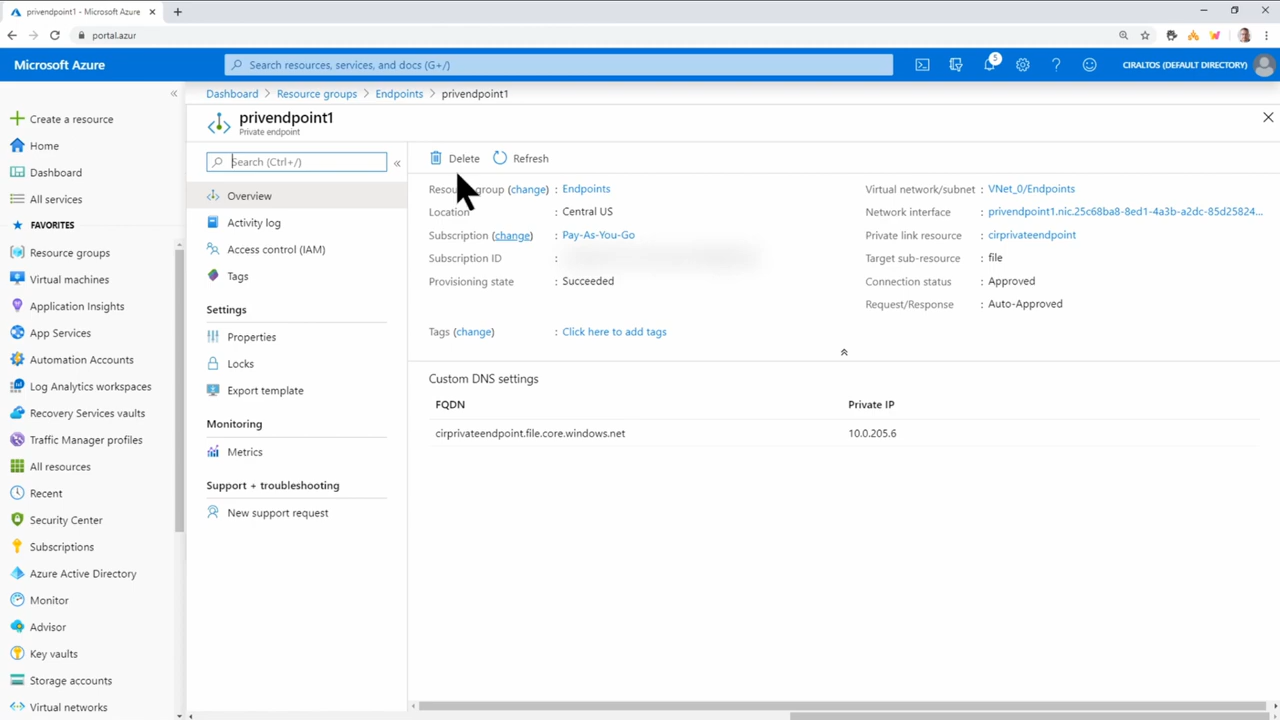 privendpoint1 - Microsoft Azure
portal.azur
Microsoft Azure
Search resources, services, and docs (G+/)
5
CIRALTOS (DEFAULT DIRECTORY)
Create a resource
Home
Dashboard
All services
FAVORITES
Resource groups
Virtual machines
Application Insights
App Services
Automation Accounts
Log Analytics workspaces
Recovery Services vaults
Traffic Manager profiles
All resources
Recent
Security Center
Subscriptions
Azure Active Directory
Monitor
Advisor
Key vaults
Storage accounts
Virtual networks
Dashboard > Resource groups > Endpoints > privendpoint1
privendpoint1
Private endpoint
Search (Ctrl+/)
Overview
Activity log
Access control (IAM)
Tags
Settings
Properties
Locks
Export template
Monitoring
Metrics
Support + troubleshooting
New support request
Delete
Refresh
Resource group (change) : Endpoints
Location : Central US
Subscription (change) : Pay-As-You-Go
Subscription ID :
Provisioning state : Succeeded
Tags (change) : Click here to add tags
Virtual network/subnet : VNet_0/Endpoints
Network interface : privendpoint1.nic.25c68ba8-8ed1-4a3b-a2dc-85d25824...
Private link resource : cirprivateendpoint
Target sub-resource : file
Connection status : Approved
Request/Response : Auto-Approved
Custom DNS settings
FQDN Private IP
cirprivateendpoint.file.core.windows.net 10.0.205.6